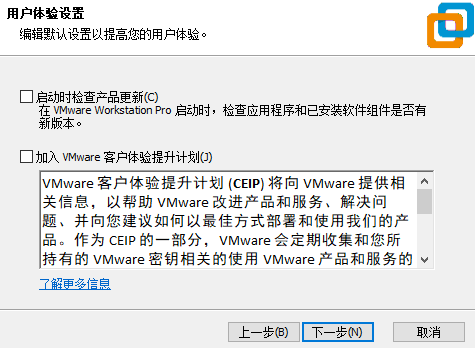 用户体验设置
编辑默认设置以提高您的用户体验。
启动时检查产品更新(C)
在 VMware Workstation Pro 启动时，检查应用程序和已安装软件组件是否有
新版本。
加入 VMware 客户体验提升计划(J)
VMware 客户体验提升计划 (CEIP) 将向 VMware 提供相
关信息，以帮助 VMware 改进产品和服务、解决问
题、并向您建议如何以最佳方式部署和使用我们的产
品。作为 CEIP 的一部分，VMware 会定期收集和您所
持有的 VMware 密钥相关的使用 VMware 产品和服务的
了解更多信息
上一步(B)
下一步(N)
取消